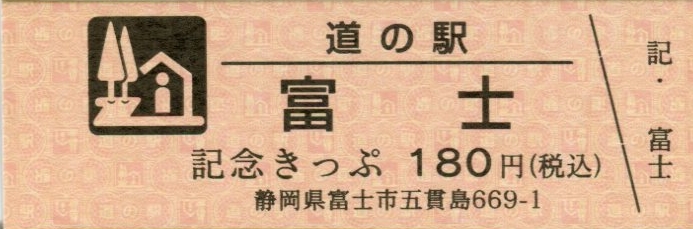 道の駅
富士
記念きっぷ 180円(税込)
静岡県富士市五貫島669-1
記・富士